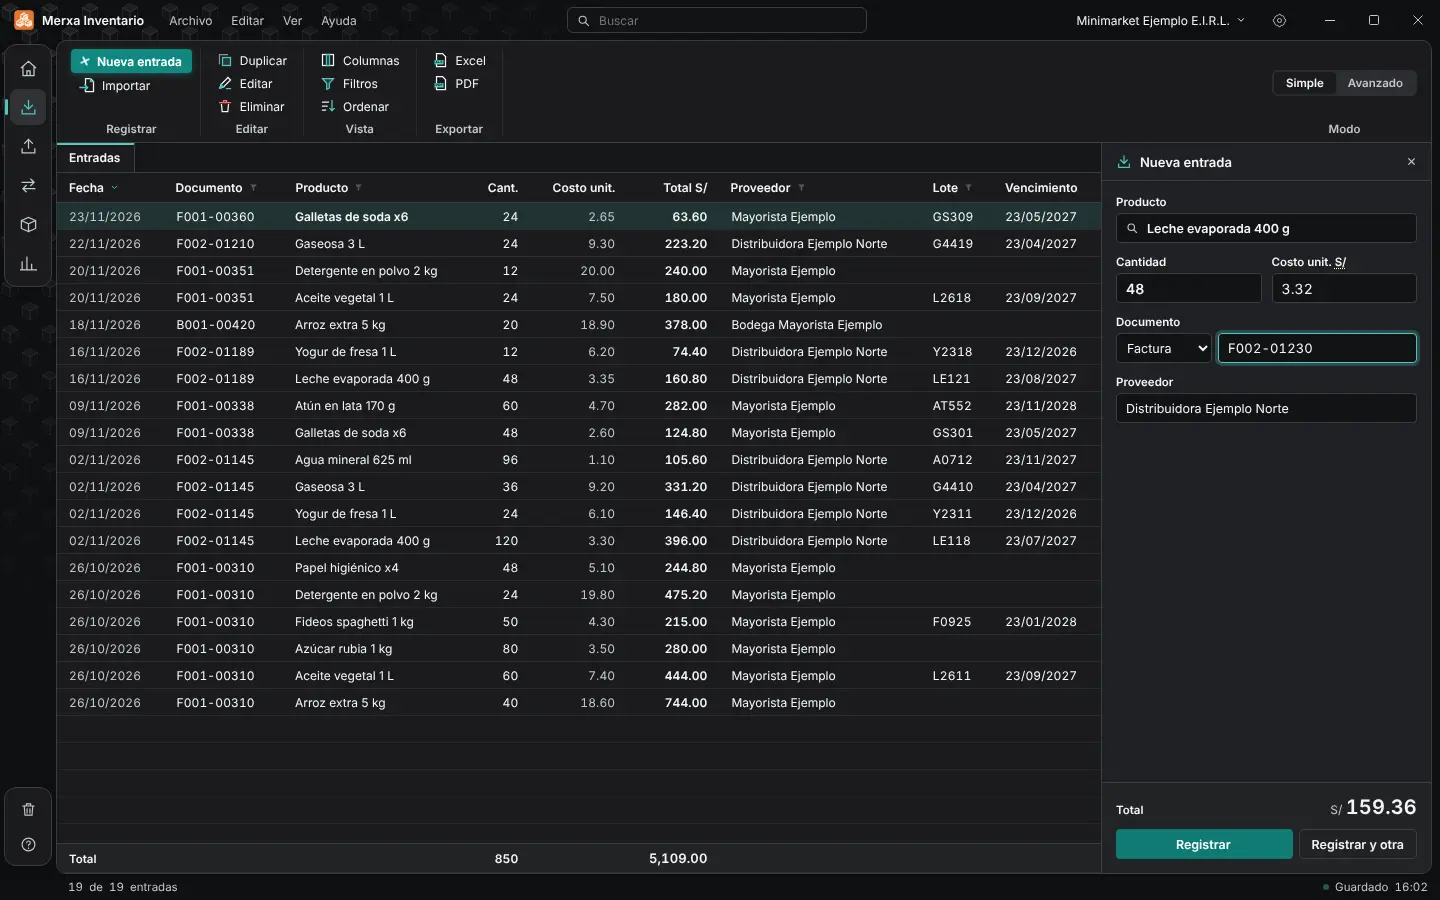 Merxa Inventario Archivo Editar Ver Ayuda Buscar Minimarket Ejemplo E.I.R.L.
Nueva entrada Duplicar Columnas Excel
Importar Editar Filtros PDF
Eliminar Ordenar
Simple Avanzado
Registrar Editar Vista Exportar Modo
Entradas
Fecha Documento Producto Cant. Costo unit. Total S/ Proveedor Lote Vencimiento
23/11/2026 F001-00360 Galletas de soda x6 24 2.65 63.60 Mayorista Ejemplo GS309 23/05/2027
22/11/2026 F002-01210 Gaseosa 3 L 24 9.30 223.20 Distribuidora Ejemplo Norte G4419 23/04/2027
20/11/2026 F001-00351 Detergente en polvo 2 kg 12 20.00 240.00 Mayorista Ejemplo
20/11/2026 F001-00351 Aceite vegetal 1 L 24 7.50 180.00 Mayorista Ejemplo L2618 23/09/2027
18/11/2026 B001-00420 Arroz extra 5 kg 20 18.90 378.00 Bodega Mayorista Ejemplo
16/11/2026 F002-01189 Yogur de fresa 1 L 12 6.20 74.40 Distribuidora Ejemplo Norte Y2318 23/12/2026
16/11/2026 F002-01189 Leche evaporada 400 g 48 3.35 160.80 Distribuidora Ejemplo Norte LE121 23/08/2027
09/11/2026 F001-00338 Atún en lata 170 g 60 4.70 282.00 Mayorista Ejemplo AT552 23/11/2028
09/11/2026 F001-00338 Galletas de soda x6 48 2.60 124.80 Mayorista Ejemplo GS301 23/05/2027
02/11/2026 F002-01145 Agua mineral 625 ml 96 1.10 105.60 Distribuidora Ejemplo Norte A0712 23/11/2027
02/11/2026 F002-01145 Gaseosa 3 L 36 9.20 331.20 Distribuidora Ejemplo Norte G4410 23/04/2027
02/11/2026 F002-01145 Yogur de fresa 1 L 24 6.10 146.40 Distribuidora Ejemplo Norte Y2311 23/12/2026
02/11/2026 F002-01145 Leche evaporada 400 g 120 3.30 396.00 Distribuidora Ejemplo Norte LE118 23/07/2027
26/10/2026 F001-00310 Papel higiénico x4 48 5.10 244.80 Mayorista Ejemplo
26/10/2026 F001-00310 Detergente en polvo 2 kg 24 19.80 475.20 Mayorista Ejemplo
26/10/2026 F001-00310 Fideos spaghetti 1 kg 50 4.30 215.00 Mayorista Ejemplo F0925 23/01/2028
26/10/2026 F001-00310 Azúcar rubia 1 kg 80 3.50 280.00 Mayorista Ejemplo
26/10/2026 F001-00310 Aceite vegetal 1 L 60 7.40 444.00 Mayorista Ejemplo L2611 23/09/2027
26/10/2026 F001-00310 Arroz extra 5 kg 40 18.60 744.00 Mayorista Ejemplo
Total 850 5,109.00
Nueva entrada
Producto
Leche evaporada 400 g
Cantidad Costo unit. S/
48 3.32
Documento
Factura F002-01230
Proveedor
Distribuidora Ejemplo Norte
Total S/ 159.36
Registrar Registrar y otra
19 de 19 entradas Guardado 16:02